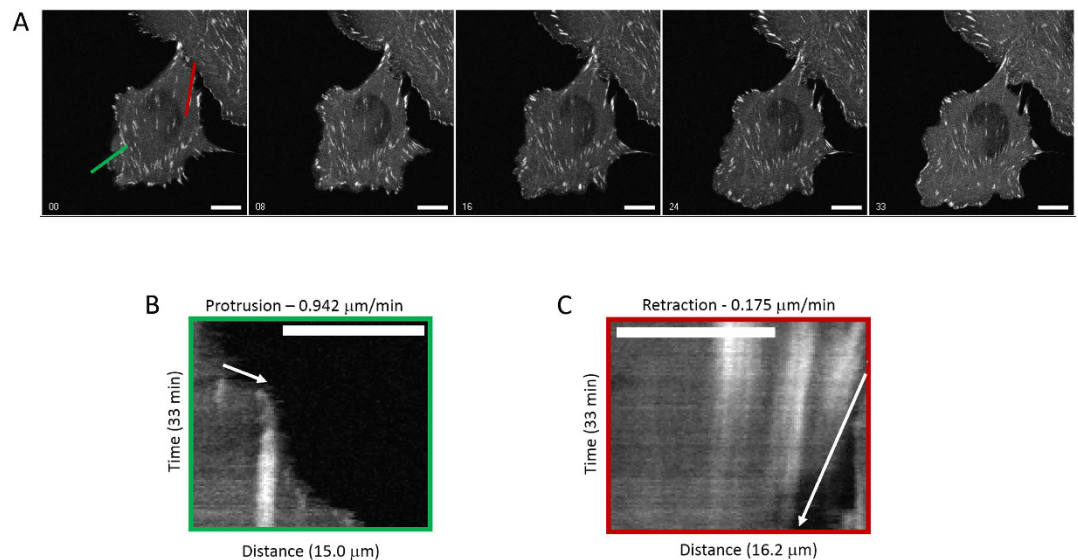 A
00
08
16
24
33
B
Protrusion – 0.942 μm/min
Time (33 min)
Distance (15.0 μm)
C
Retraction - 0.175 μm/min
Time (33 min)
Distance (16.2 μm)